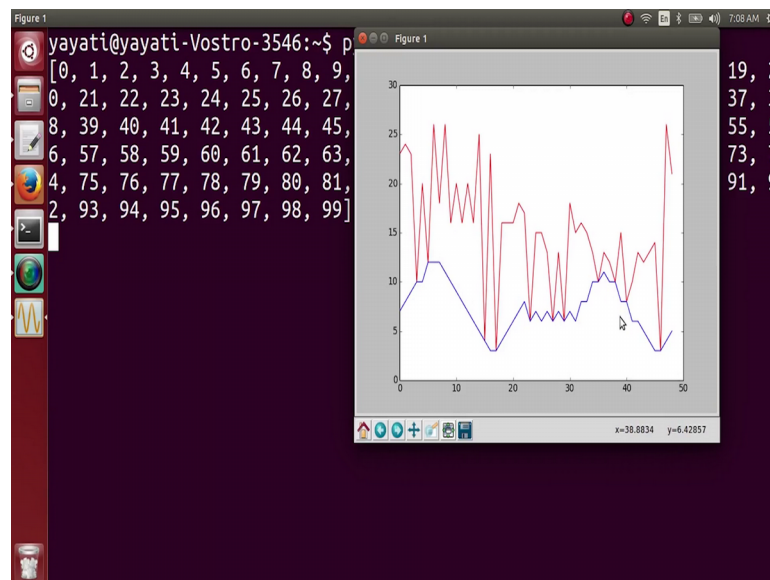 Figure 1
En
7:08 AM
yayati@yayati-Vostro-3546:~$ p
[0, 1, 2, 3, 4, 5, 6, 7, 8, 9,
19,
0, 21, 22, 23, 24, 25, 26, 27,
37,
8, 39, 40, 41, 42, 43, 44, 45,
55,
6, 57, 58, 59, 60, 61, 62, 63,
73,
4, 75, 76, 77, 78, 79, 80, 81,
91,
2, 93, 94, 95, 96, 97, 98, 99]
Figure 1
30
25
20
15
10
5
0
0 10 20 30 40 50
x=38.8834 y=6.42857